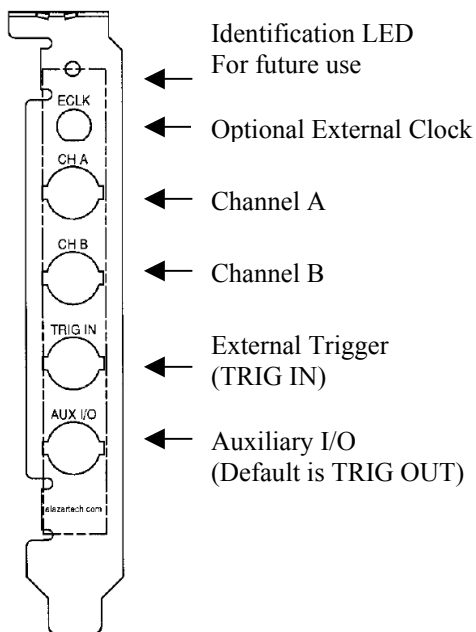 Identification LED
For future use
ECLK
Optional External Clock
CH A
Channel A
CH B
Channel B
TRIG IN
External Trigger
(TRIG IN)
AUX I/O
Auxiliary I/O
(Default is TRIG OUT)
alazartech.com